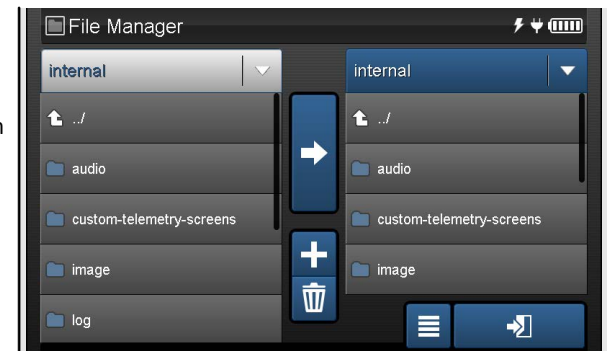 n
File Manager
internal
../
audio
custom-telemetry-screens
image
log
internal
../
audio
custom-telemetry-screens
image